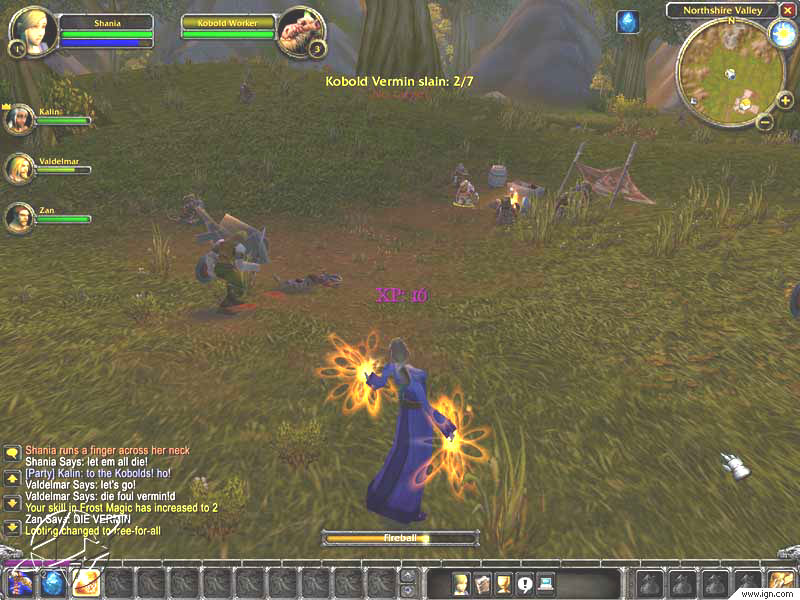 Shania
1
Kobold Worker
3
Northshire Valley
N
Kobold Vermin slain: 2/7
No target
Kalin
Valdelmar
Zan
XP: 16
Shania runs a finger across her neck
Shania Says: let em all die!
[Party] Kalin: to the Kobolds! ho!
Valdelmar Says: let's go!
Valdelmar Says: die foul vermin!d
Your skill in Frost Magic has increased to 2
Zan Says: DIE VERMIN
Looting changed to free-for-all
Fireball
www.ign.com